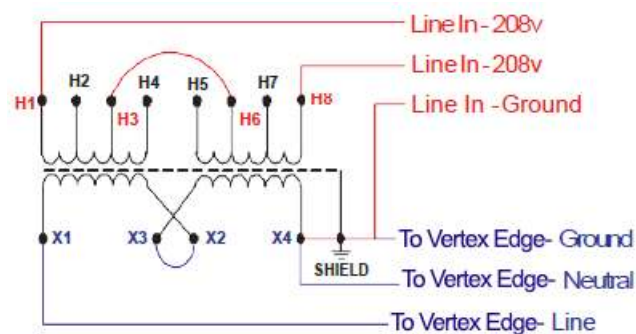 Line In - 208v
Line In - 208v
Line In - Ground
H1 H2 H3 H4 H5 H6 H7 H8
X1 X3 X2 X4
SHIELD
To Vertex Edge- Ground
To Vertex Edge- Neutral
To Vertex Edge- Line